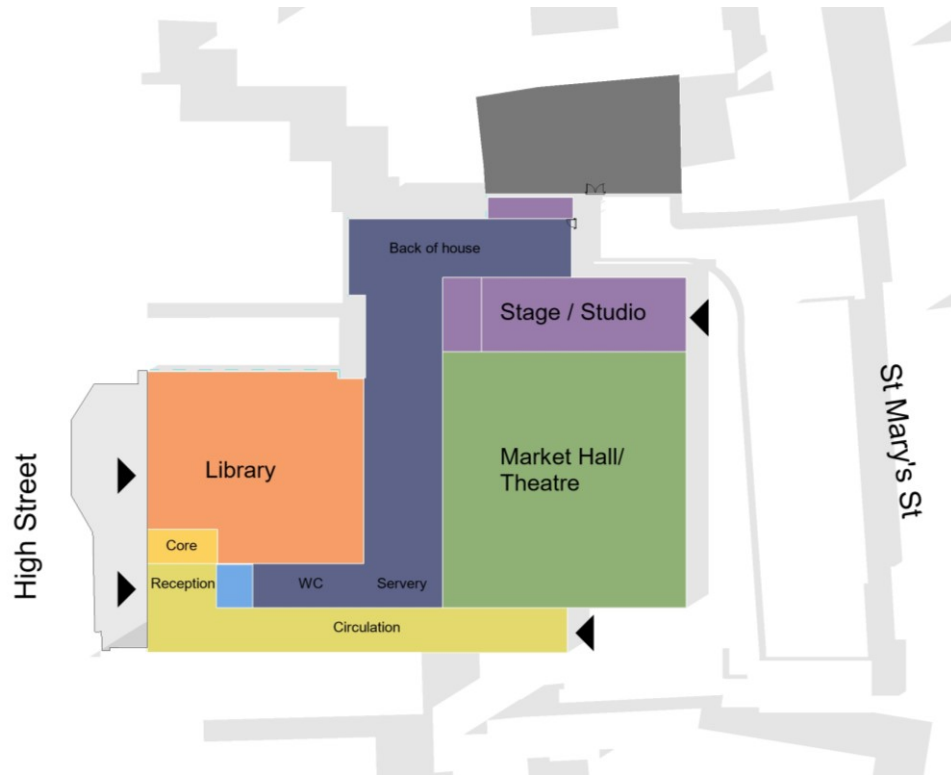 Back of house
Stage / Studio
St Mary's St
Market Hall/
Theatre
Library
High Street
Core
Reception
WC
Servery
Circulation